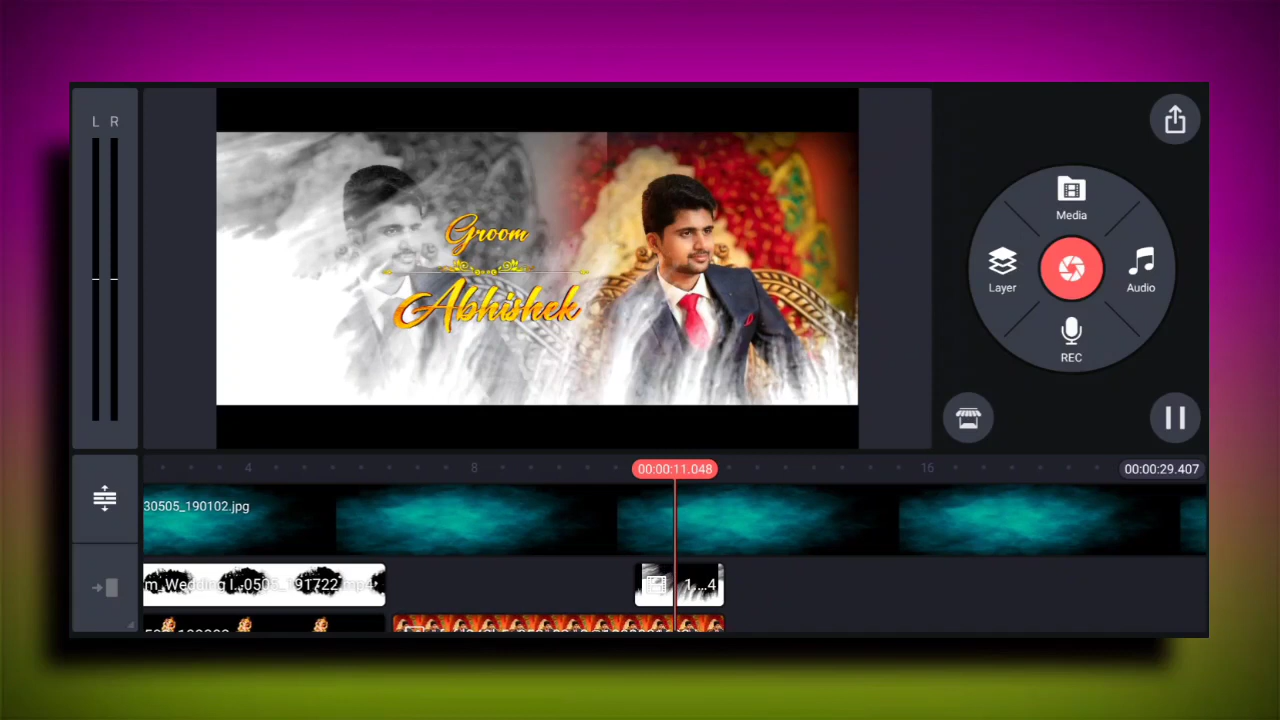 L R
Groom
Abhishek
Media
Layer
Audio
REC
4
8
00:00:11.048
16
00:00:29.407
30505_190102.jpg
m_Wedding I...0505_191722.mp4
1....4